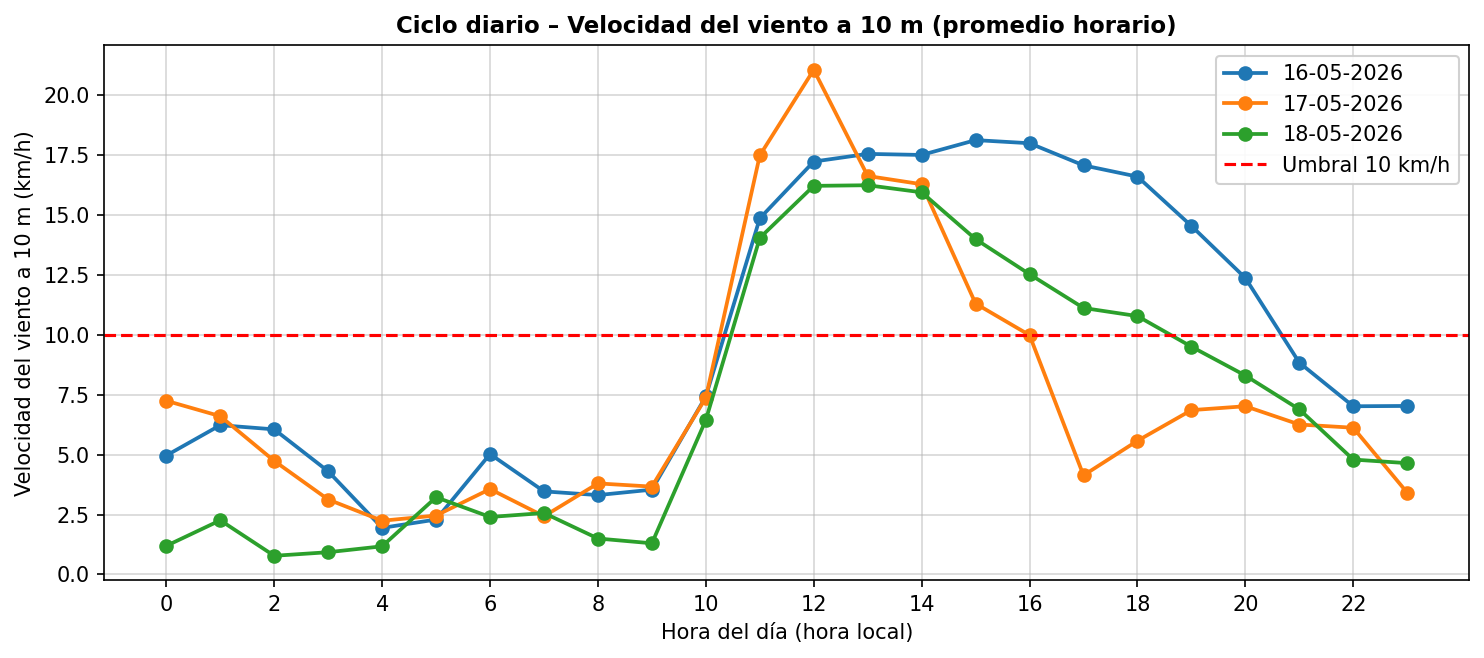 Ciclo diario – Velocidad del viento a 10 m (promedio horario)
Velocidad del viento a 10 m (km/h)
20.0
17.5
15.0
12.5
10.0
7.5
5.0
2.5
0.0
16-05-2026
17-05-2026
18-05-2026
Umbral 10 km/h
0 2 4 6 8 10 12 14 16 18 20 22
Hora del día (hora local)